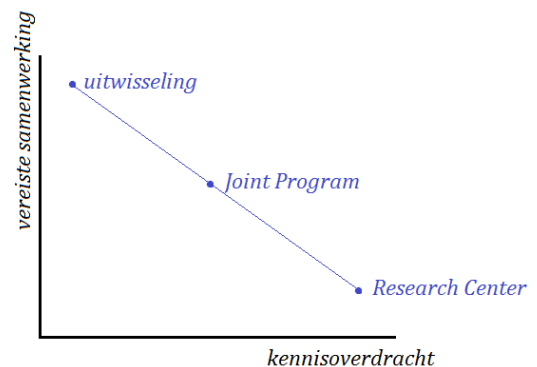 vereiste samenwerking
uitwisseling
Joint Program
Research Center
kennisoverdracht